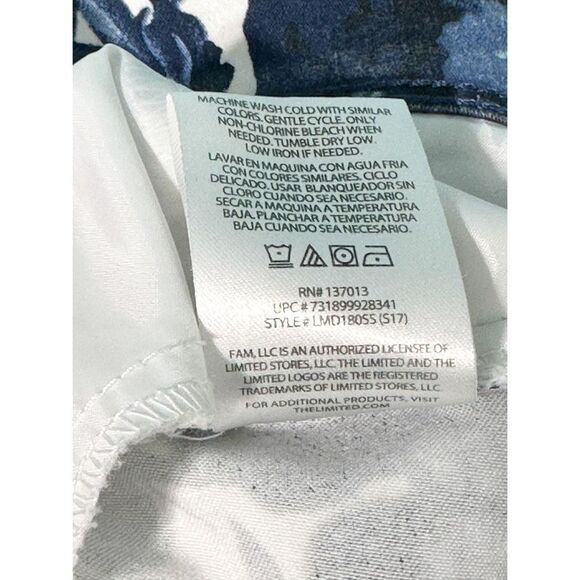 MACHINE WASH COLD WITH SIMILAR
COLORS. GENTLE CYCLE. ONLY
NON-CHLORINE BLEACH WHEN
NEEDED. TUMBLE DRY LOW.
LOW IRON IF NEEDED.
LAVAR EN MAQUINA CON AGUA FRIA
CON COLORES SIMILARES. CICLO
DELICADO. USAR BLANQUEADOR SIN
CLORO CUANDO SEA NECESARIO.
SECAR A MAQUINA A TEMPERATURA
BAJA. PLANCHAR A TEMPERATURA
BAJA CUANDO SEA NECESARIO.
RN# 137013
UPC # 731899928341
STYLE # LMD180SS (S17)
FAM, LLC IS AN AUTHORIZED LICENSEE OF
LIMITED STORES, LLC. THE LIMITED AND THE
LIMITED LOGOS ARE THE REGISTERED
TRADEMARKS OF LIMITED STORES, LLC.
FOR ADDITIONAL PRODUCTS, VISIT
THELIMITED.COM